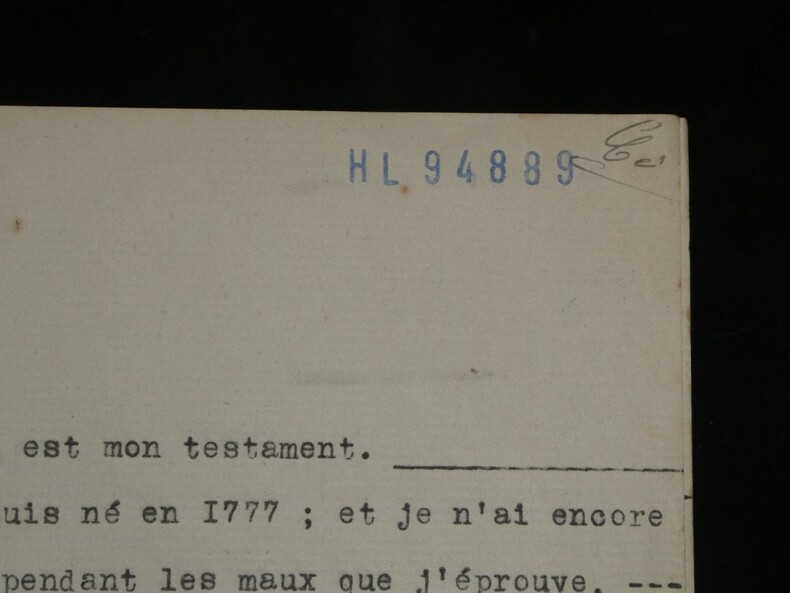 HL 94889
est mon testament.
uis né en I777 ; et je n'ai encore
pendant les maux que j'éprouve. ---